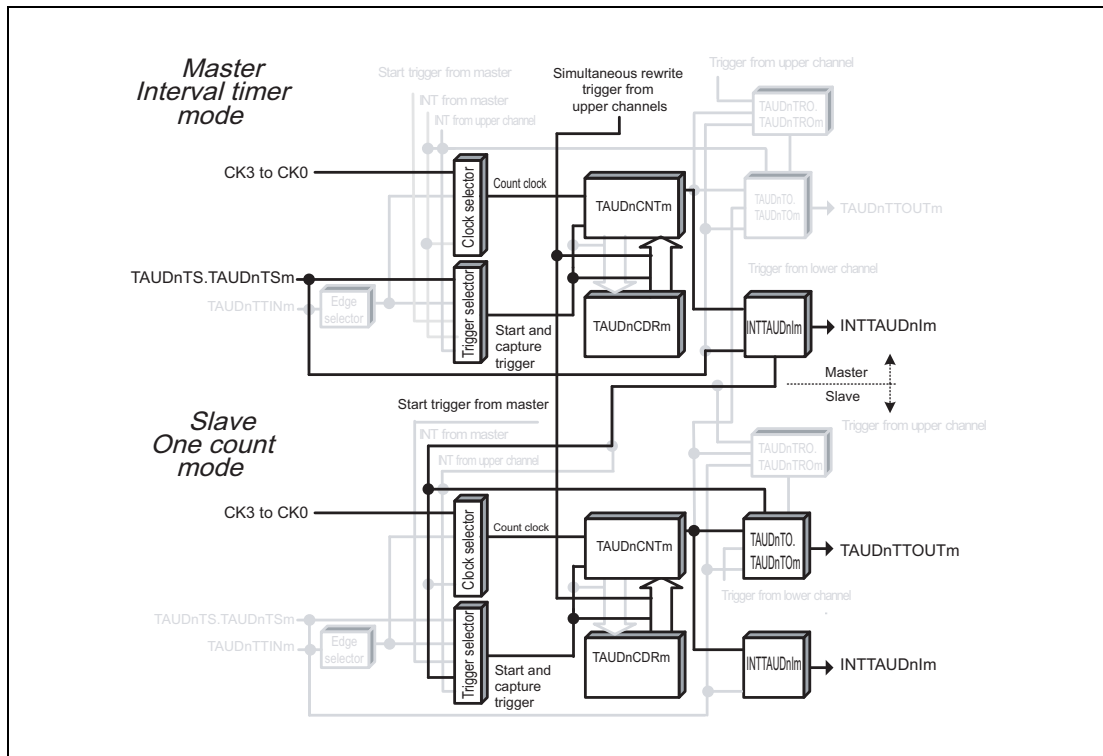 Master
Interval timer
mode
Start trigger from master
INT from master
INT from upper channel
Simultaneous rewrite
trigger from
upper channels
Trigger from upper channel
TAUDnTRO.
TAUDnTROm
CK3 to CK0
Clock selector
Count clock
TAUDnCNTm
TAUDnTO.
TAUDnTOm
TAUDnTTOUTm
Trigger from lower channel
TAUDnTS.TAUDnTSm
TAUDnTTINm
Edge
selector
Trigger selector
Start and
capture
trigger
TAUDnCDRm
INTTAUDnIm
INTTAUDnIm
Master
Slave
Slave
One count
mode
Start trigger from master
INT from master
INT from upper channel
Trigger from upper channel
TAUDnTRO.
TAUDnTROm
CK3 to CK0
Clock selector
Count clock
TAUDnCNTm
TAUDnTO.
TAUDnTOm
TAUDnTTOUTm
Trigger from lower channel
TAUDnTS.TAUDnTSm
TAUDnTTINm
Edge
selector
Trigger selector
Start and
capture
trigger
TAUDnCDRm
INTTAUDnIm
INTTAUDnIm